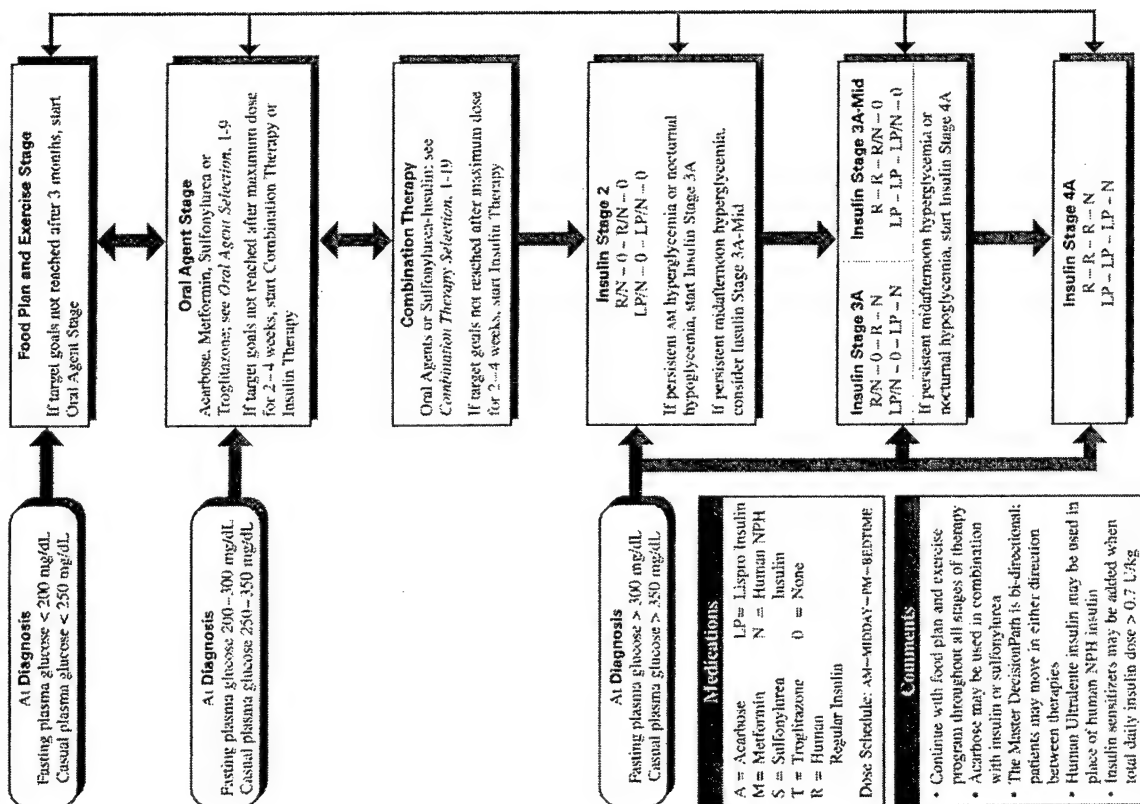 At Diagnosis
Fasting plasma glucose < 200 mg/dL
Casual plasma glucose < 250 mg/dL
Food Plan and Exercise Stage
If target goals not reached after 3 months, start
Oral Agent Stage
At Diagnosis
Fasting plasma glucose 200–300 mg/dL
Casual plasma glucose 250–350 mg/dL
Oral Agent Stage
Acarbose, Metformin, Sulfonylurea or
Troglitazone; see Oral Agent Selection, 1-9
If target goals not reached after maximum dose
for 2–4 weeks, start Combination Therapy or
Insulin Therapy
Combination Therapy
Oral Agents or Sulfonylurea-Insulin; see
Combination Therapy Selection, 1-19
If target goals not reached after maximum dose
for 2–4 weeks, start Insulin Therapy
At Diagnosis
Fasting plasma glucose > 300 mg/dL
Casual plasma glucose > 350 mg/dL
Insulin Stage 2
R/N – 0 – R/N – 0
LP/N – 0 – LP/N – 0
If persistent AM hyperglycemia or nocturnal
hypoglycemia, start Insulin Stage 3A
If persistent midafternoon hyperglycemia,
consider Insulin Stage 3A-Mid
Insulin Stage 3A
R/N – 0 – R – N
LP/N – 0 – LP – N
Insulin Stage 3A-Mid
R – R – R/N – 0
LP – LP – LP/N – 0
If persistent midafternoon hyperglycemia or
nocturnal hypoglycemia, start Insulin Stage 4A
Insulin Stage 4A
R – R – R – N
LP – LP – LP – N
Medications
A = Acarbose LP = Lispro Insulin
M = Metformin N = Human NPH
S = Sulfonylurea Insulin
T = Troglitazone 0 = None
R = Human
Regular Insulin
Dose Schedule: AM–MIDDAY–PM–BEDTIME
Comments
• Continue with food plan and exercise
program throughout all stages of therapy
• Acarbose may be used in combination
with insulin or sulfonylurea
• The Master DecisionPath is bi-directional;
patients may move in either direction
between therapies
• Human Ultralente insulin may be used in
place of human NPH insulin
• Insulin sensitizers may be added when
total daily insulin dose > 0.7 U/kg